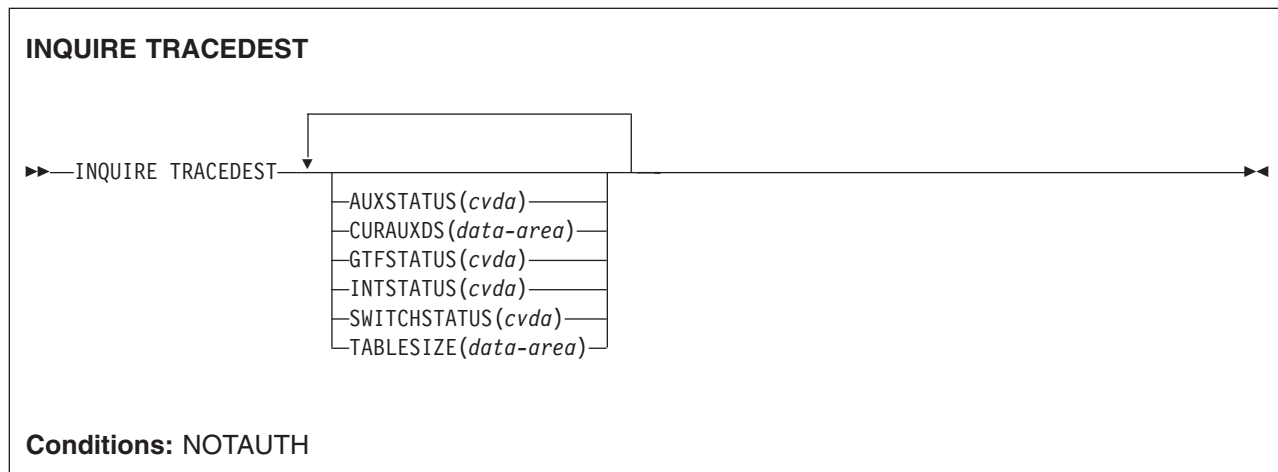 INQUIRE TRACEDEST
INQUIRE TRACEDEST
AUXSTATUS(cvda)
CURAUXDS(data-area)
GTFSTATUS(cvda)
INTSTATUS(cvda)
SWITCHSTATUS(cvda)
TABLESIZE(data-area)
Conditions: NOTAUTH